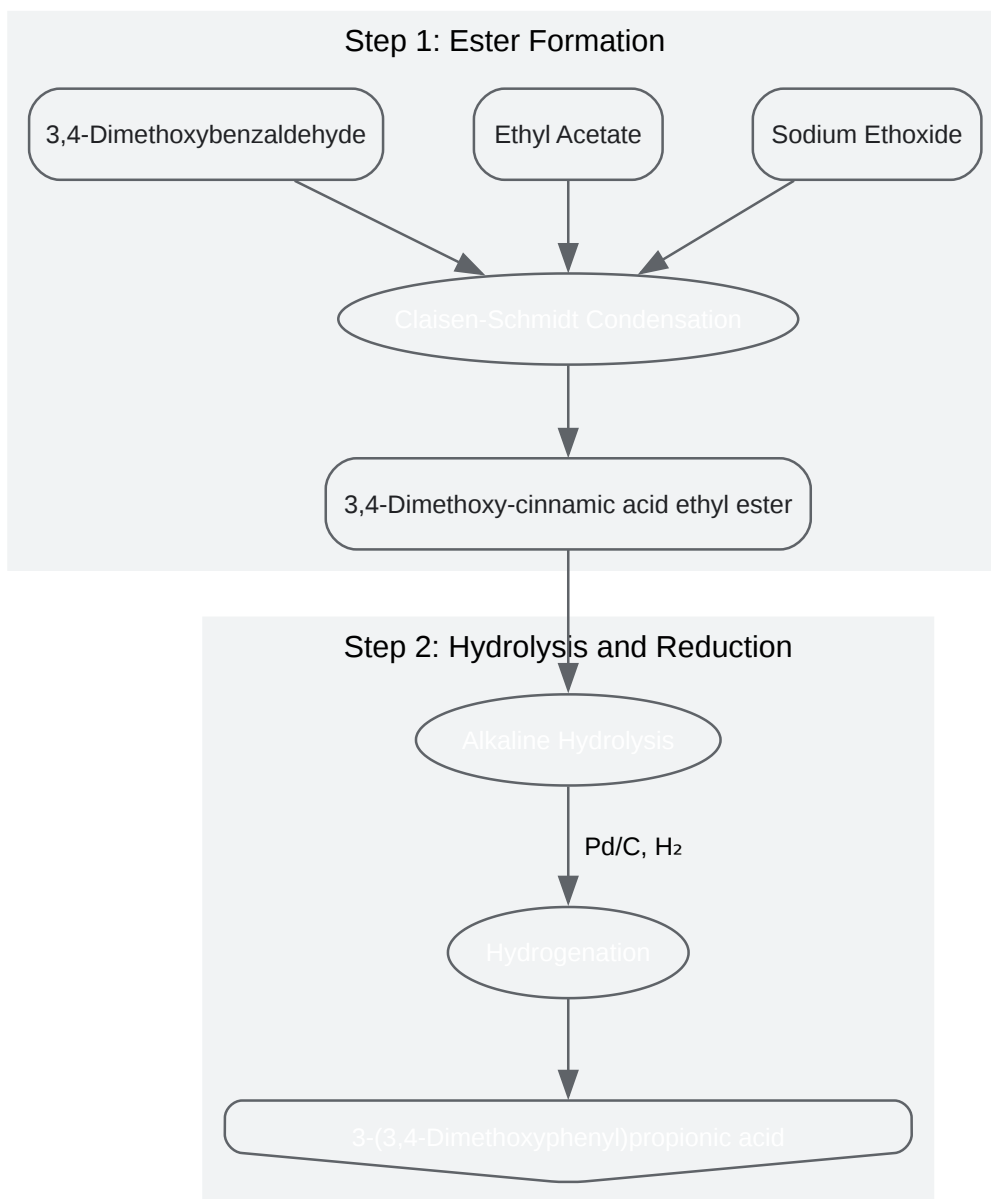 Step 1: Ester Formation
3,4-Dimethoxybenzaldehyde
Ethyl Acetate
Sodium Ethoxide
Claisen-Schmidt Condensation
3,4-Dimethoxy-cinnamic acid ethyl ester
Step 2: Hydrolysis and Reduction
Alkaline Hydrolysis
Pd/C, H₂
Hydrogenation
3-(3,4-Dimethoxyphenyl)propionic acid